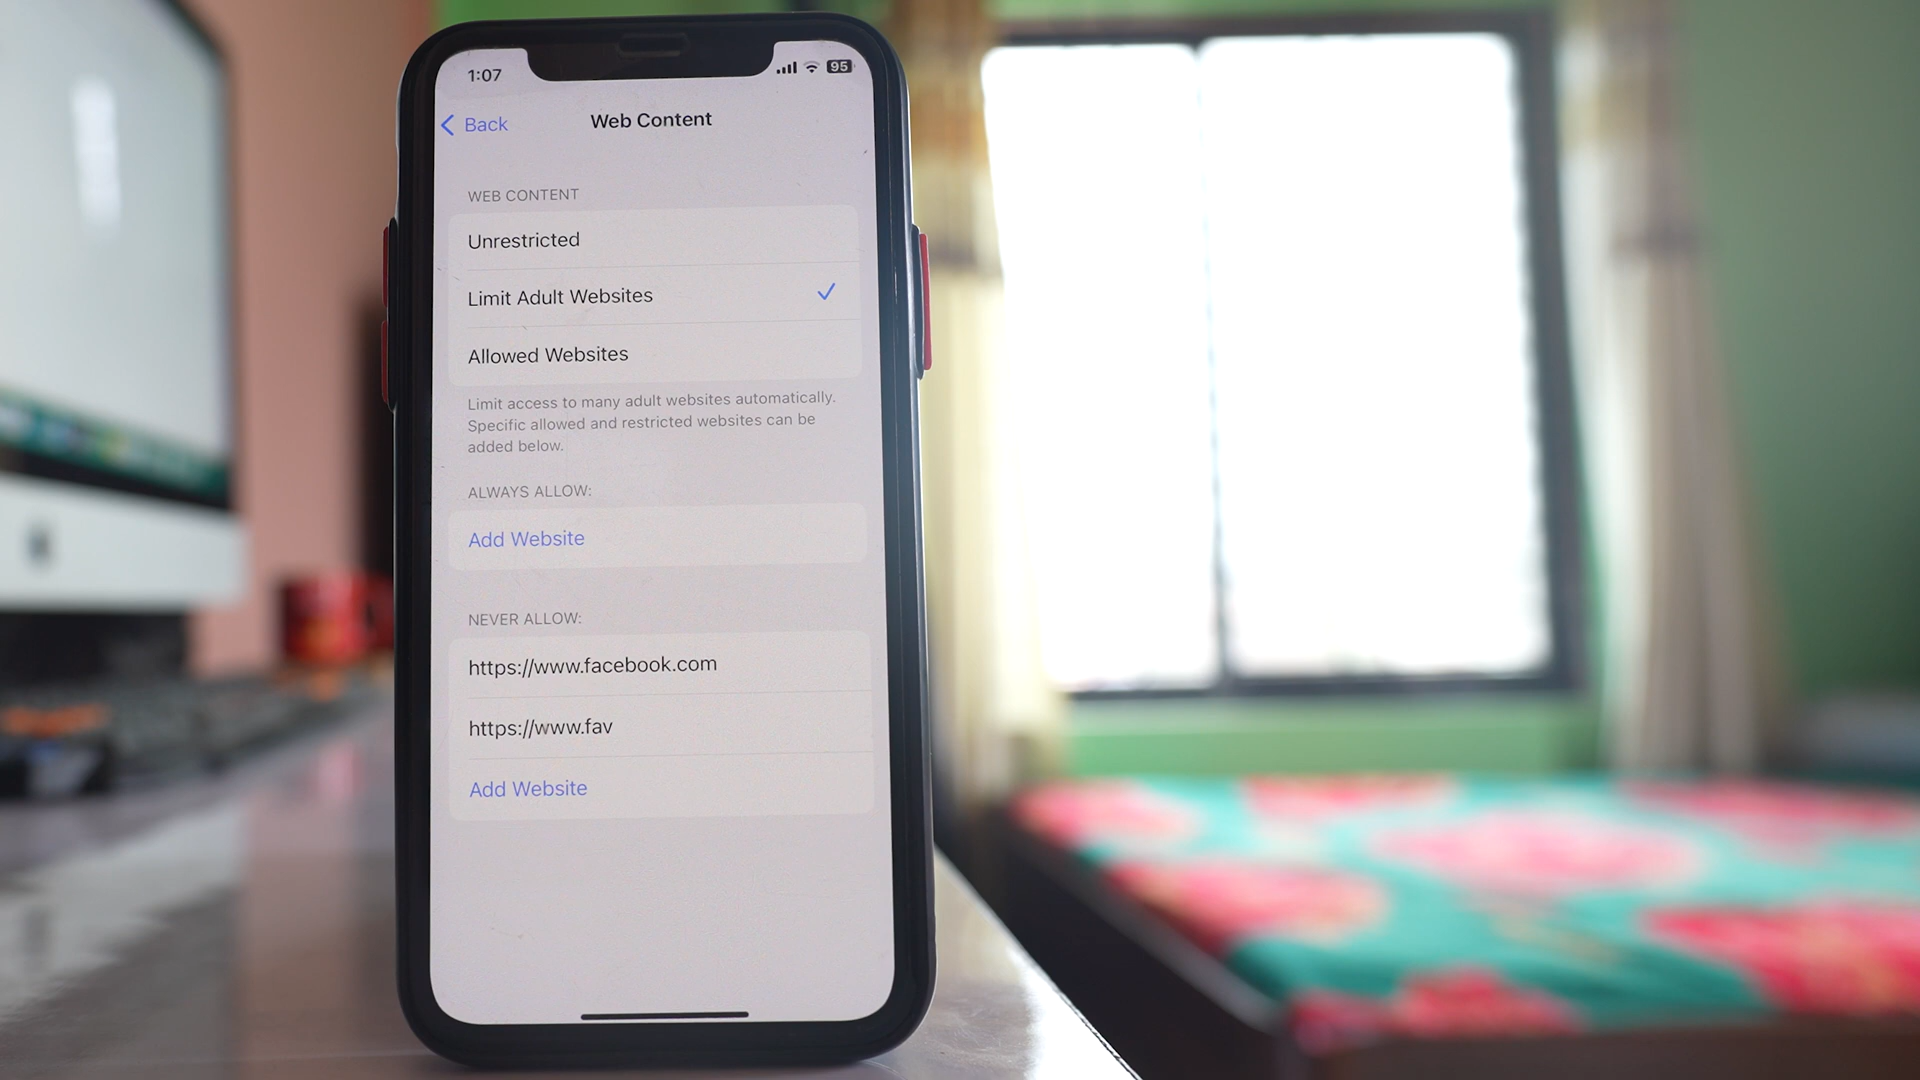 1:07
95
Back
Web Content
WEB CONTENT
Unrestricted
Limit Adult Websites
Allowed Websites
Limit access to many adult websites automatically.
Specific allowed and restricted websites can be
added below.
ALWAYS ALLOW:
Add Website
NEVER ALLOW:
https://www.facebook.com
https://www.fav
Add Website